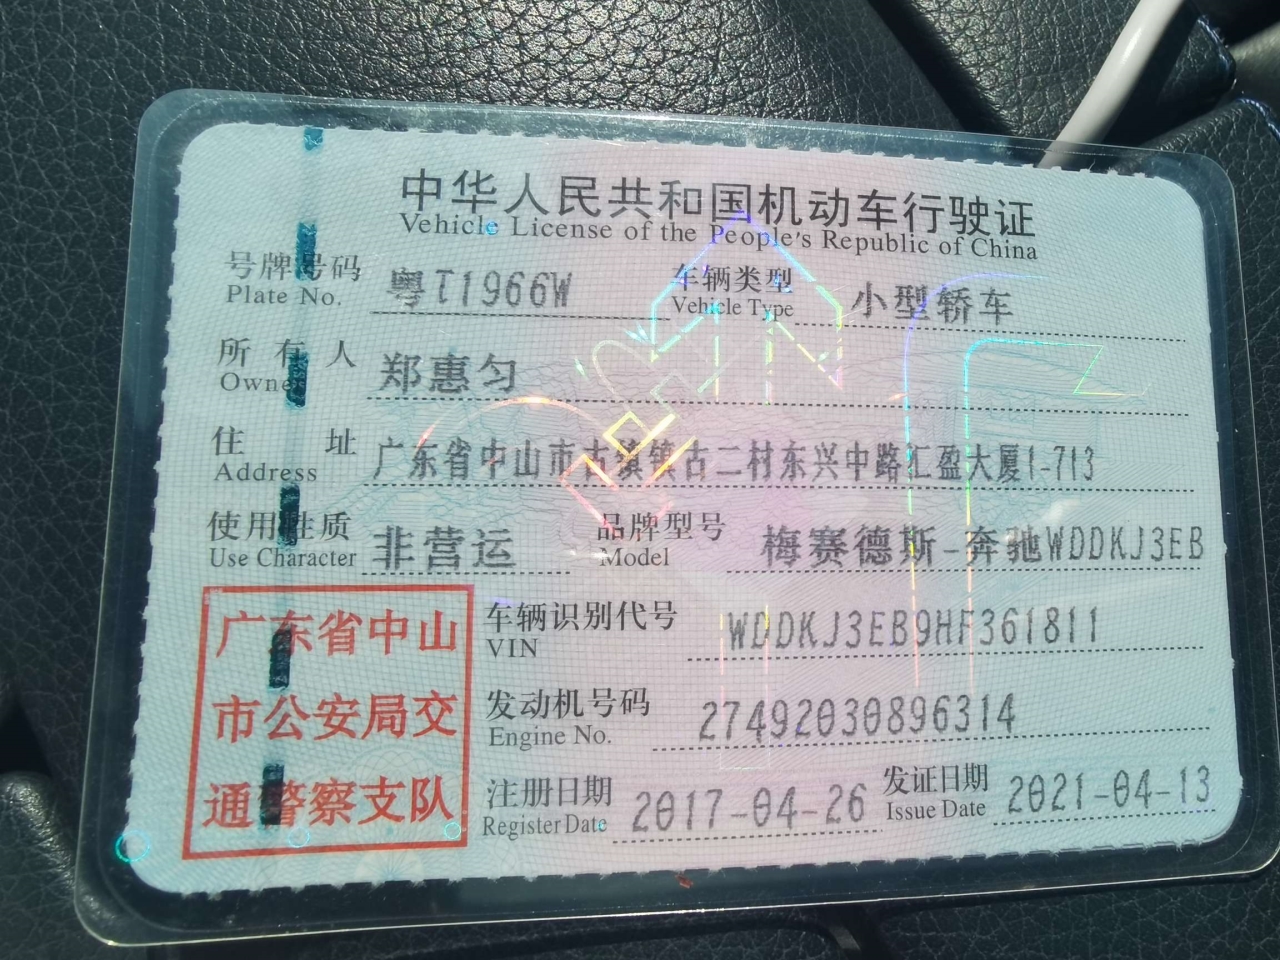 中华人民共和国机动车行驶证
Vehicle License of the People's Republic of China
号牌号码 粤T1966W 车辆类型 小型轿车
Plate No. Vehicle Type
所有人 郑惠匀
Owner
住址 广东省中山市古镇镇古二村东兴中路汇盈大厦1-713
Address
使用性质 非营运 品牌型号 梅赛德斯-奔驰WDDKJ3EB
Use Character Model
广东省中山
市公安局交
通警察支队
车辆识别代号 WDDKJ3EB9HF361811
VIN
发动机号码 27492030896314
Engine No.
注册日期 2017-04-26 发证日期 2021-04-13
Register Date Issue Date